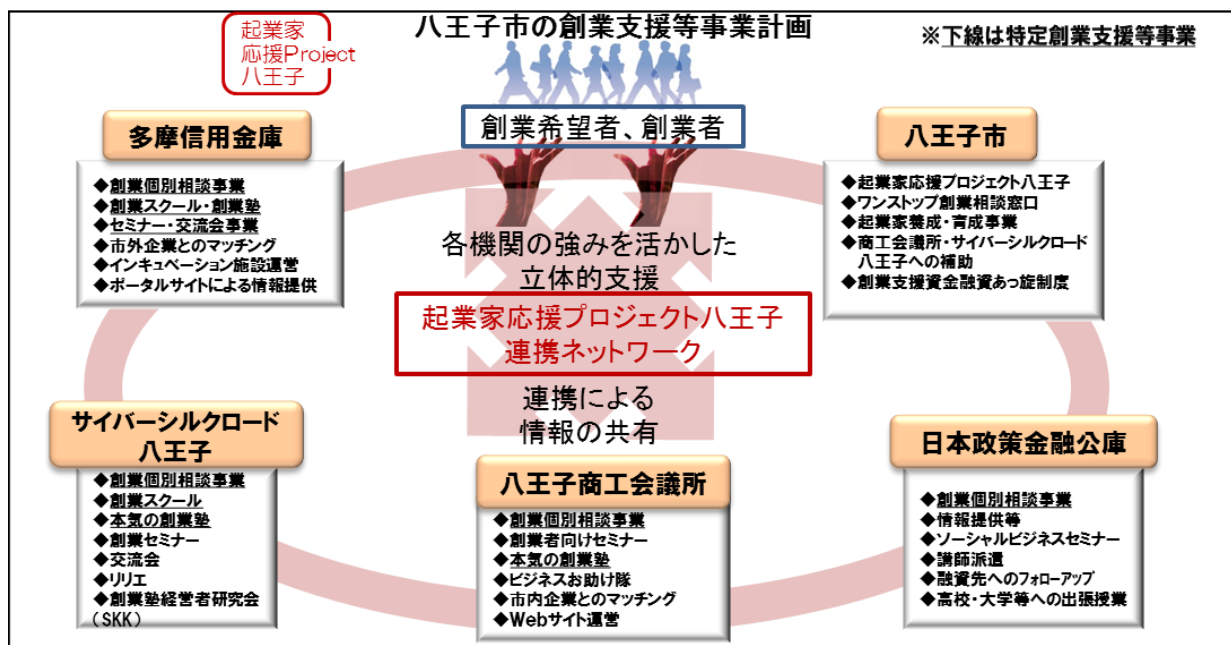 起業家
応援Project
八王子
八王子市の創業支援等事業計画
※下線は特定創業支援等事業
創業希望者、創業者
多摩信用金庫
◆創業個別相談事業
◆創業スクール・創業塾
◆セミナー・交流会事業
◆市外企業とのマッチング
◆インキュベーション施設運営
◆ポータルサイトによる情報提供
八王子市
◆起業家応援プロジェクト八王子
◆ワンストップ創業相談窓口
◆起業家養成・育成事業
◆商工会議所・サイバーシルクロード
八王子への補助
◆創業支援資金融資あっ旋制度
各機関の強みを活かした
立体的支援
起業家応援プロジェクト八王子
連携ネットワーク
連携による
情報の共有
サイバーシルクロード
八王子
◆創業個別相談事業
◆創業スクール
◆本気の創業塾
◆創業セミナー
◆交流会
◆リリエ
◆創業塾経営者研究会
(SKK)
八王子商工会議所
◆創業個別相談事業
◆創業者向けセミナー
◆本気の創業塾
◆ビジネスお助け隊
◆市内企業とのマッチング
◆Webサイト運営
日本政策金融公庫
◆創業個別相談事業
◆情報提供等
◆ソーシャルビジネスセミナー
◆講師派遣
◆融資先へのフォローアップ
◆高校・大学等への出張授業